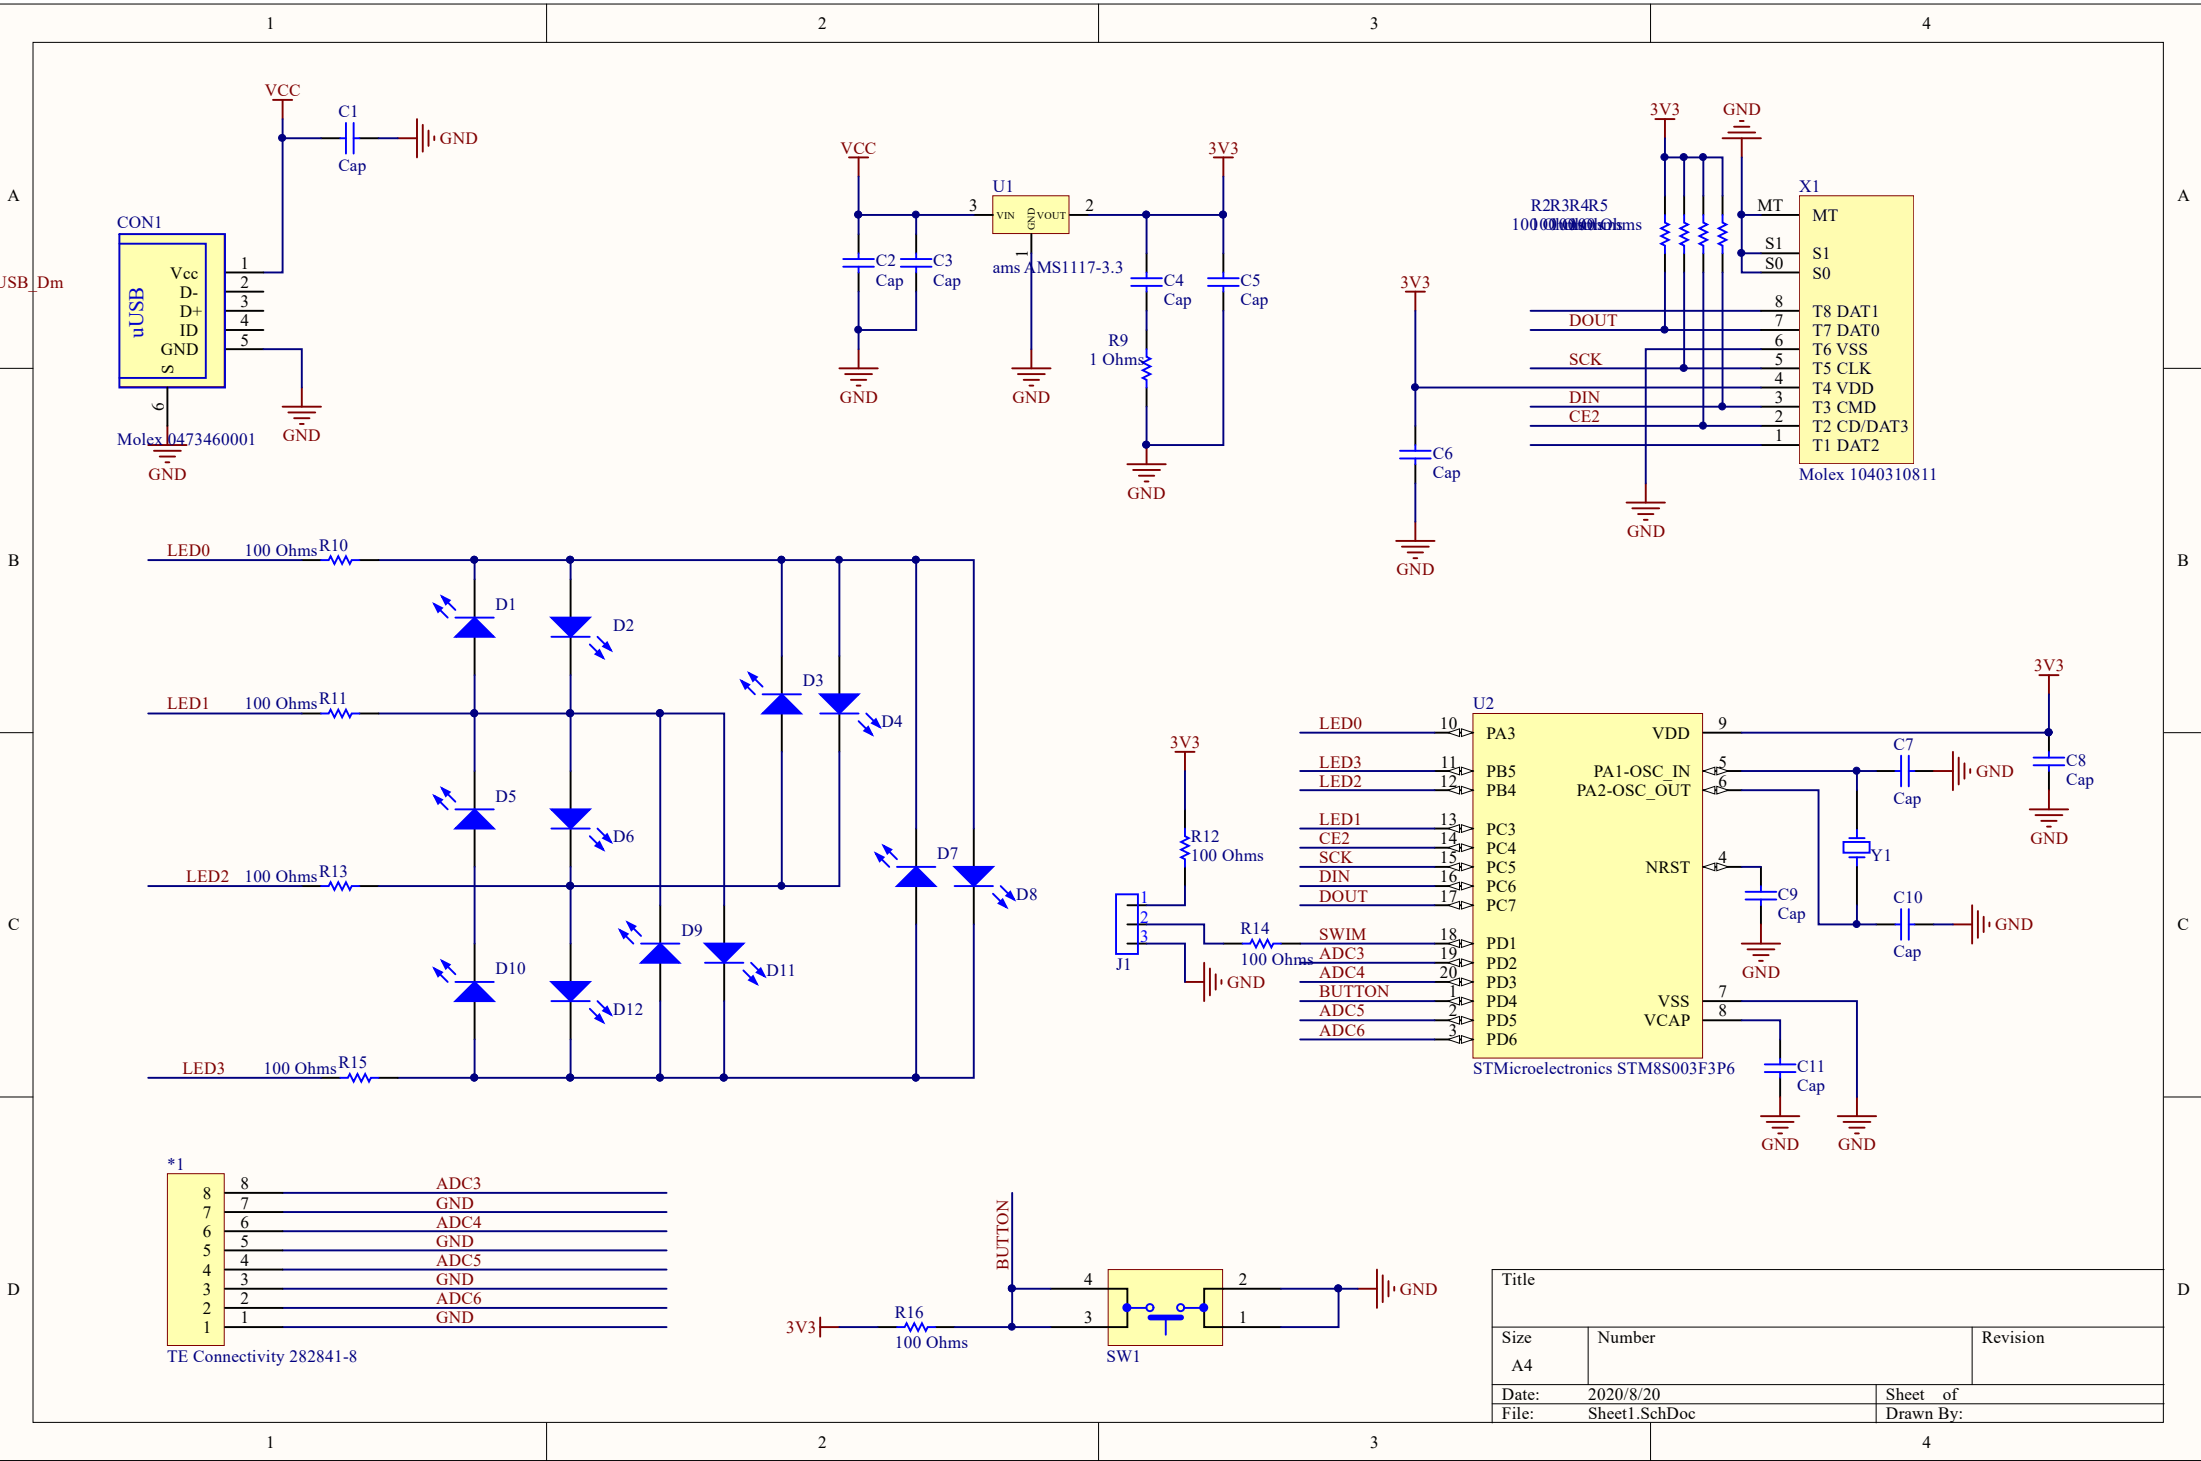 1 2 3 4
A
B
C
D
VCC
C1
Cap
GND
CON1
uUSB
Vcc 1
D- 2
D+ 3
ID 4
GND 5
S
6
Molex 0473460001
GND
GND
USB_Dm
VCC
C2
Cap
C3
Cap
GND
U1
3 VIN GND VOUT 2
1
ams AMS1117-3.3
GND
3V3
C4
Cap
C5
Cap
R9
1 Ohms
GND
3V3
GND
R2R3R4R5
X1
MT MT
S1 S1
S0 S0
8 T8 DAT1
DOUT 7 T7 DAT0
6 T6 VSS
SCK 5 T5 CLK
4 T4 VDD
DIN 3 T3 CMD
CE2 2 T2 CD/DAT3
1 T1 DAT2
Molex 1040310811
3V3
C6
Cap
GND
GND
LED0 100 Ohms R10
D1
D2
LED1 100 Ohms R11
D3
D4
D5
D6
LED2 100 Ohms R13
D7
D8
D9
D10
D11
D12
LED3 100 Ohms R15
3V3
R12
100 Ohms
J1
1
2
3
R14
100 Ohms
GND
U2
LED0 10 PA3
LED3 11 PB5
LED2 12 PB4
LED1 13 PC3
CE2 14 PC4
SCK 15 PC5
DIN 16 PC6
DOUT 17 PC7
SWIM 18 PD1
ADC3 19 PD2
ADC4 20 PD3
BUTTON 1 PD4
ADC5 2 PD5
ADC6 3 PD6
VDD 9
PA1-OSC_IN 5
PA2-OSC_OUT 6
NRST 4
VSS 7
VCAP 8
STMicroelectronics STM8S003F3P6
3V3
C7
Cap
GND
C8
Cap
GND
Y1
C9
Cap
GND
C10
Cap
GND
C11
Cap
GND
GND
*1
8 8 ADC3
7 7 GND
6 6 ADC4
5 5 GND
4 4 ADC5
3 3 GND
2 2 ADC6
1 1 GND
TE Connectivity 282841-8
BUTTON
3V3
R16
100 Ohms
4 2
3 1
SW1
GND
Title
Size Number Revision
A4
Date: 2020/8/20 Sheet of
File: Sheet1.SchDoc Drawn By:
A
B
C
D
1 2 3 4